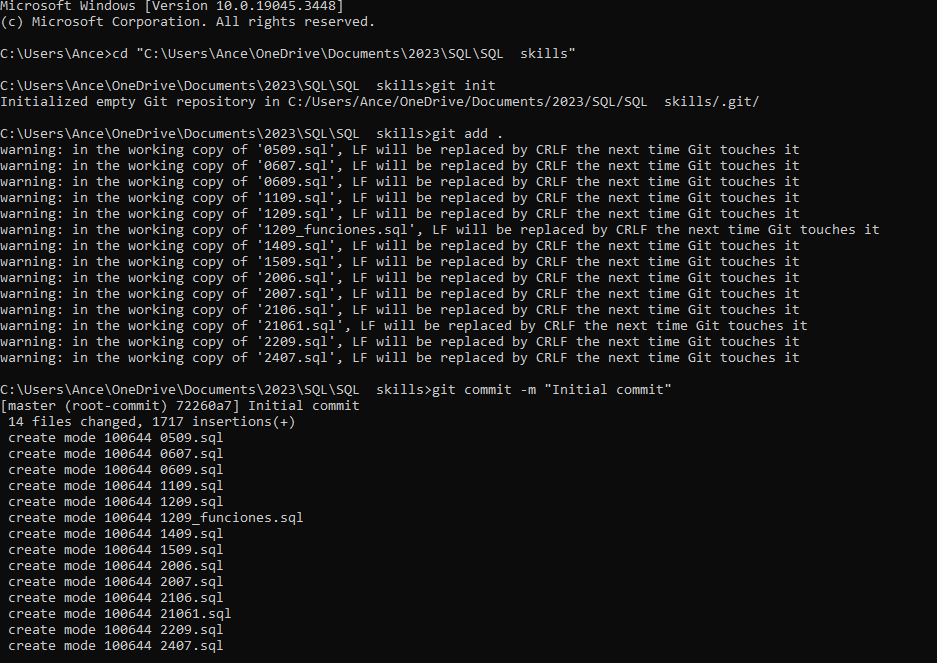 Microsoft Windows [Version 10.0.19045.3448]
(c) Microsoft Corporation. All rights reserved.
C:\Users\Ance>cd "C:\Users\Ance\OneDrive\Documents\2023\SQL\SQL  skills"
C:\Users\Ance\OneDrive\Documents\2023\SQL\SQL  skills>git init
Initialized empty Git repository in C:/Users/Ance/OneDrive/Documents/2023/SQL/SQL  skills/.git/
C:\Users\Ance\OneDrive\Documents\2023\SQL\SQL  skills>git add .
warning: in the working copy of '0509.sql', LF will be replaced by CRLF the next time Git touches it
warning: in the working copy of '0607.sql', LF will be replaced by CRLF the next time Git touches it
warning: in the working copy of '0609.sql', LF will be replaced by CRLF the next time Git touches it
warning: in the working copy of '1109.sql', LF will be replaced by CRLF the next time Git touches it
warning: in the working copy of '1209.sql', LF will be replaced by CRLF the next time Git touches it
warning: in the working copy of '1209_funciones.sql', LF will be replaced by CRLF the next time Git touches it
warning: in the working copy of '1409.sql', LF will be replaced by CRLF the next time Git touches it
warning: in the working copy of '1509.sql', LF will be replaced by CRLF the next time Git touches it
warning: in the working copy of '2006.sql', LF will be replaced by CRLF the next time Git touches it
warning: in the working copy of '2007.sql', LF will be replaced by CRLF the next time Git touches it
warning: in the working copy of '2106.sql', LF will be replaced by CRLF the next time Git touches it
warning: in the working copy of '21061.sql', LF will be replaced by CRLF the next time Git touches it
warning: in the working copy of '2209.sql', LF will be replaced by CRLF the next time Git touches it
warning: in the working copy of '2407.sql', LF will be replaced by CRLF the next time Git touches it
C:\Users\Ance\OneDrive\Documents\2023\SQL\SQL  skills>git commit -m "Initial commit"
[master (root-commit) 72260a7] Initial commit
 14 files changed, 1717 insertions(+)
 create mode 100644 0509.sql
 create mode 100644 0607.sql
 create mode 100644 0609.sql
 create mode 100644 1109.sql
 create mode 100644 1209.sql
 create mode 100644 1209_funciones.sql
 create mode 100644 1409.sql
 create mode 100644 1509.sql
 create mode 100644 2006.sql
 create mode 100644 2007.sql
 create mode 100644 2106.sql
 create mode 100644 21061.sql
 create mode 100644 2209.sql
 create mode 100644 2407.sql